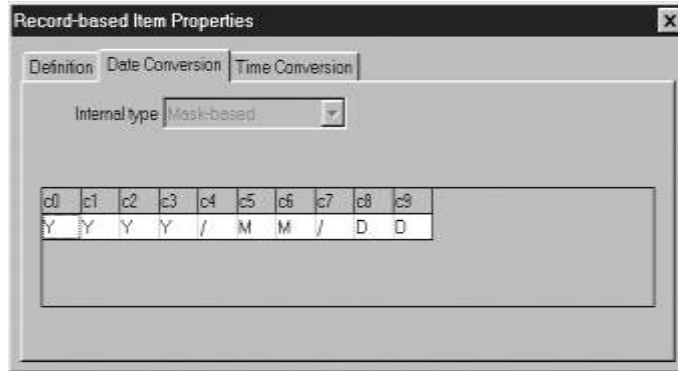 Record-based Item Properties
Definition Date Conversion Time Conversion
Internal type Mask-based
c0 c1 c2 c3 c4 c5 c6 c7 c8 c9
Y Y Y Y / M M / D D